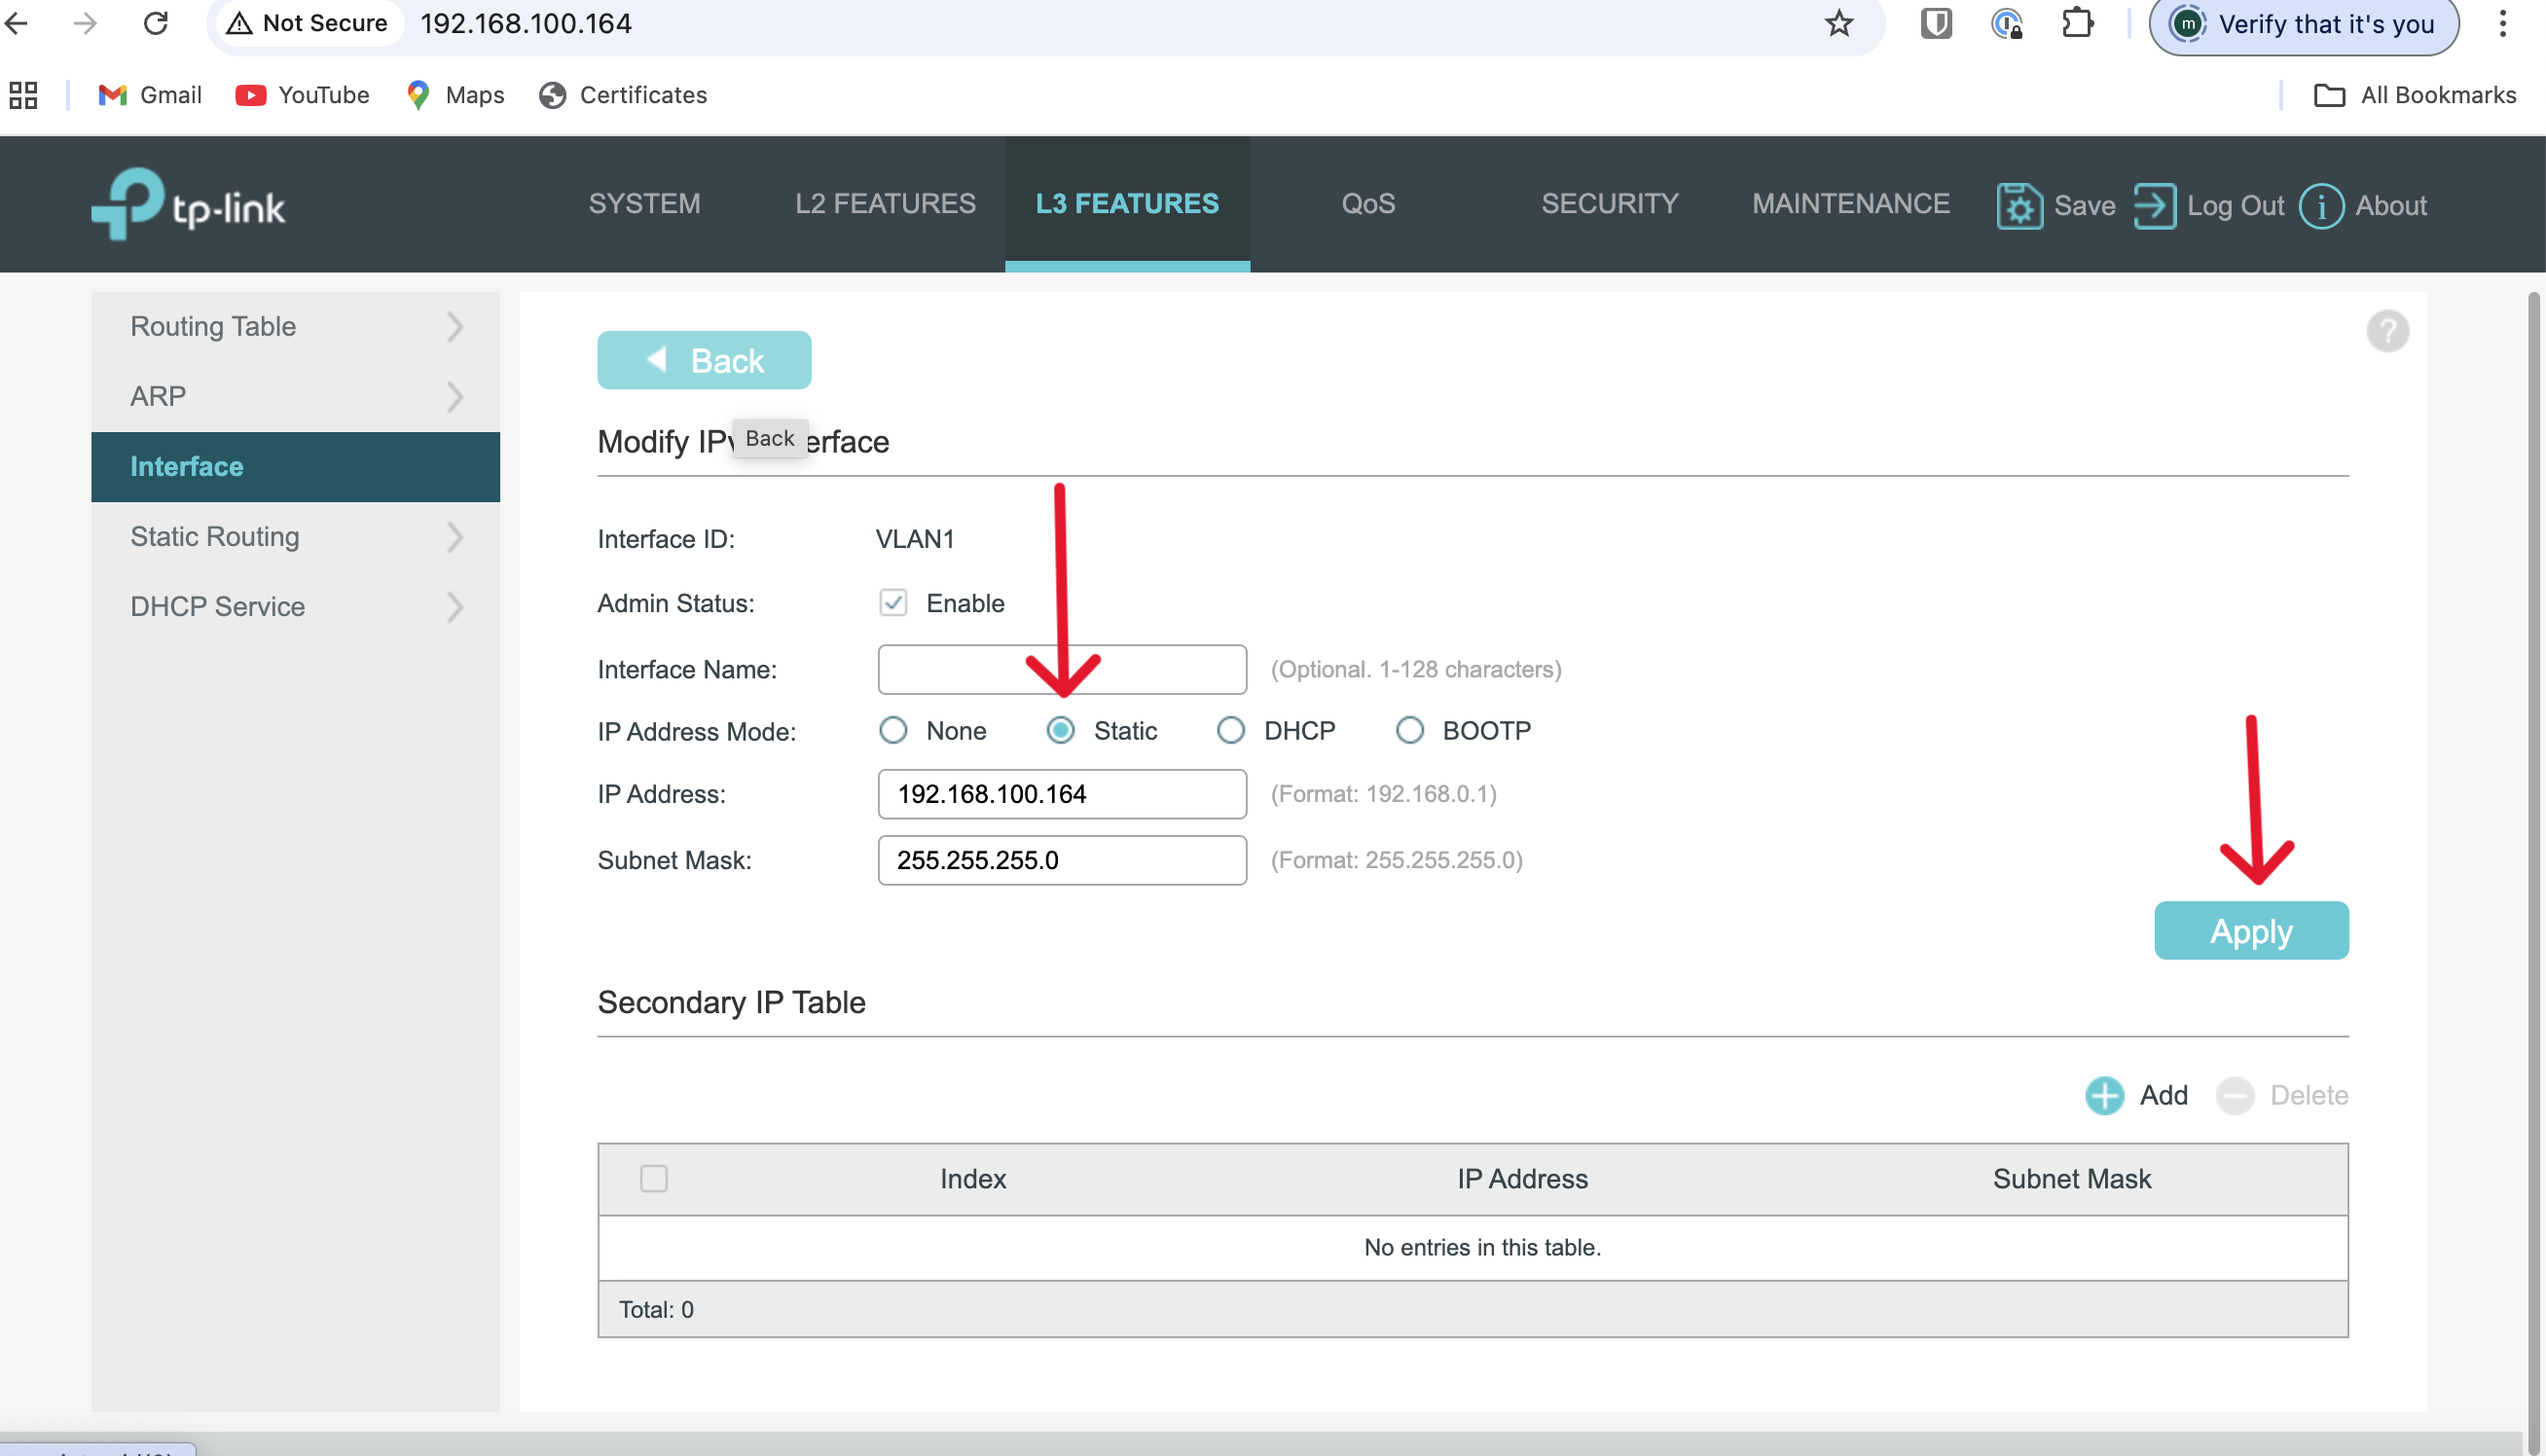 Not Secure 192.168.100.164 m Verify that it's you
Gmail YouTube Maps Certificates All Bookmarks
tp-link SYSTEM L2 FEATURES L3 FEATURES QoS SECURITY MAINTENANCE Save Log Out i About
Routing Table
ARP
Interface
Static Routing
DHCP Service
?
Back
Modify IPv erface
Back
Interface ID: VLAN1
Admin Status: Enable
Interface Name: (Optional. 1-128 characters)
IP Address Mode: None Static DHCP BOOTP
IP Address: 192.168.100.164 (Format: 192.168.0.1)
Subnet Mask: 255.255.255.0 (Format: 255.255.255.0)
Apply
Secondary IP Table
Add Delete
Index IP Address Subnet Mask
No entries in this table.
Total: 0